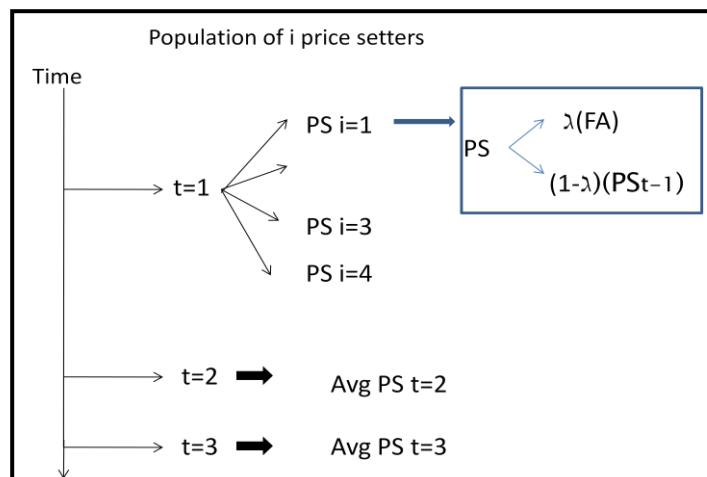 Population of i price setters
Time
PS i=1
PS
λ(FA)
(1-λ)(PSt-1)
t=1
PS i=3
PS i=4
t=2
Avg PS t=2
t=3
Avg PS t=3